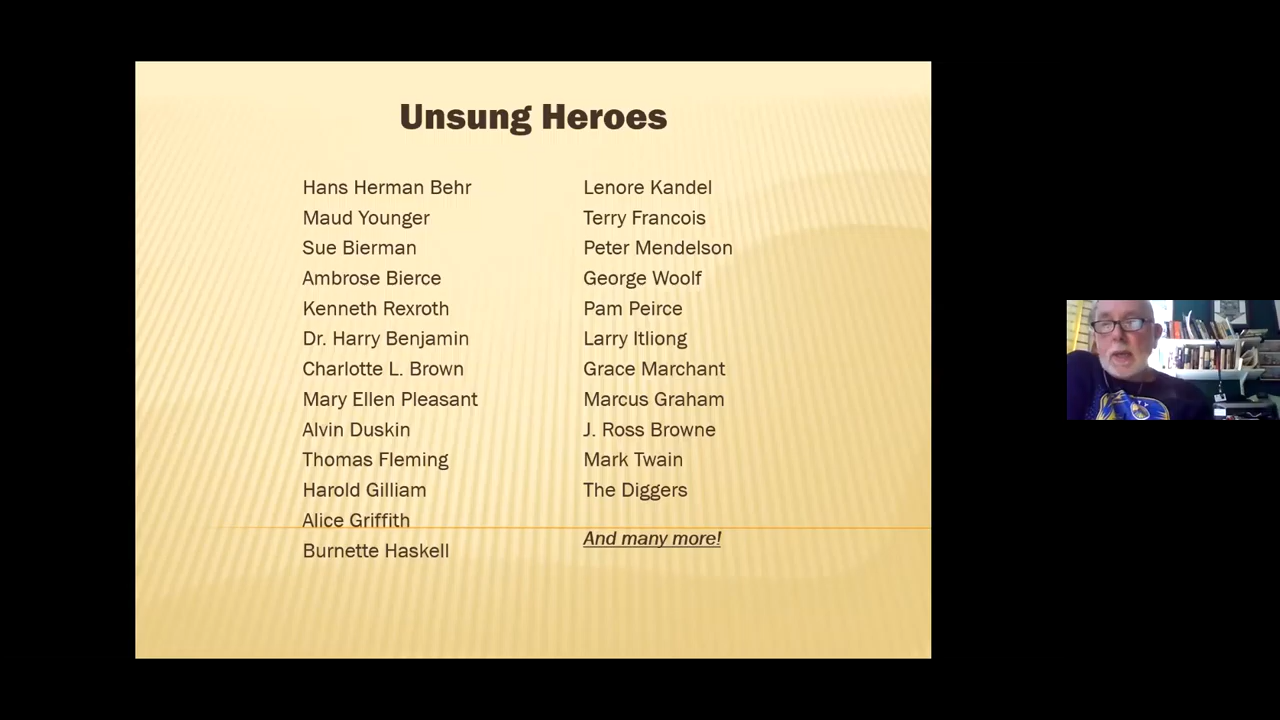 Unsung Heroes
Hans Herman Behr
Maud Younger
Sue Bierman
Ambrose Bierce
Kenneth Rexroth
Dr. Harry Benjamin
Charlotte L. Brown
Mary Ellen Pleasant
Alvin Duskin
Thomas Fleming
Harold Gilliam
Alice Griffith
Burnette Haskell
Lenore Kandel
Terry Francois
Peter Mendelson
George Woolf
Pam Peirce
Larry Itliong
Grace Marchant
Marcus Graham
J. Ross Browne
Mark Twain
The Diggers
And many more!